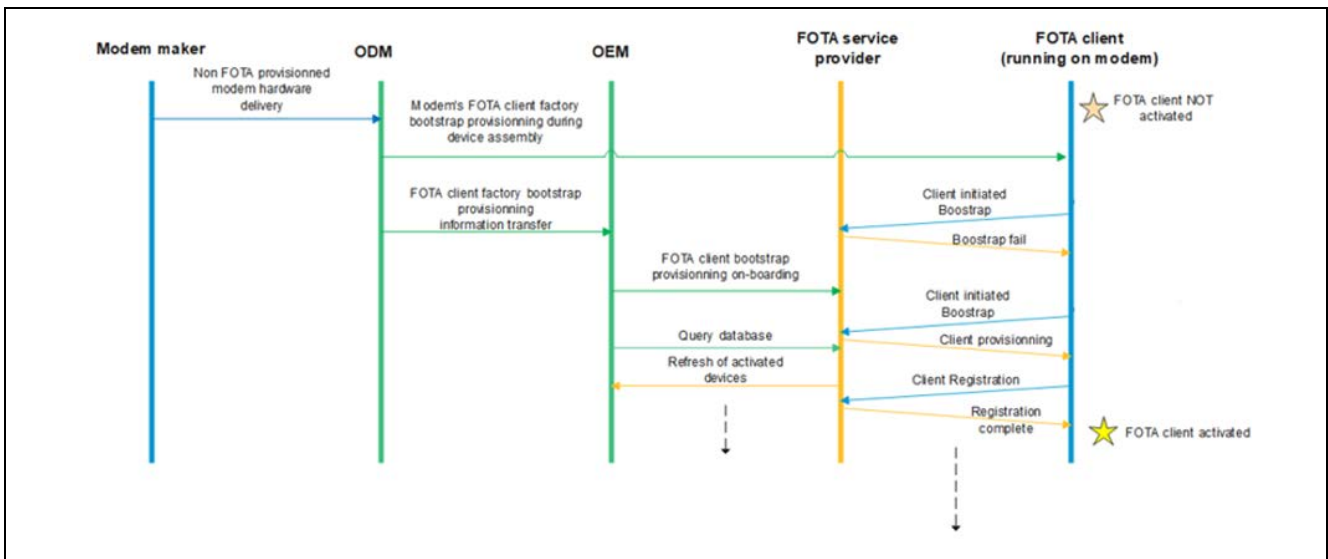 Modem maker
ODM
OEM
FOTA service
provider
FOTA client
(running on modem)
Non FOTA provisionned
modem hardware
delivery
FOTA client NOT
activated
Modem's FOTA client factory
bootstrap provisionning during
device assembly
FOTA client factory bootstrap
provisionning
information transfer
Client initiated
Boostrap
Boostrap fail
FOTA client bootstrap
provisionning on-boarding
Client initiated
Boostrap
Query database
Client provisionning
Refresh of activated
devices
Client Registration
Registration
complete
FOTA client activated